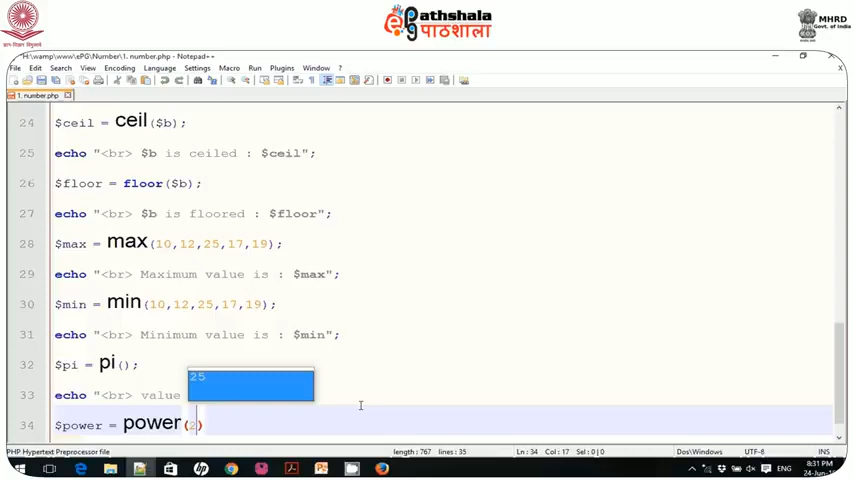 ePathshala
पाठशाला
MHRD
Govt. of India
H:\wamp\www\ePG\Number\1. number.php - Notepad++
File Edit Search View Encoding Language Settings Macro Run Plugins Window ?
1. number.php
24 $ceil = ceil($b);
25 echo "<br> $b is ceiled : $ceil";
26 $floor = floor($b);
27 echo "<br> $b is floored : $floor";
28 $max = max(10,12,25,17,19);
29 echo "<br> Maximum value is : $max";
30 $min = min(10,12,25,17,19);
31 echo "<br> Minimum value is : $min";
32 $pi = pi();
25
33 echo "<br> value
34 $power = power(2)
PHP Hypertext Preprocessor file length : 767 lines : 35 Ln : 34 Col : 17 Sel : 0 | 0 Dos\Windows UTF-8 INS
ENG 8:31 PM